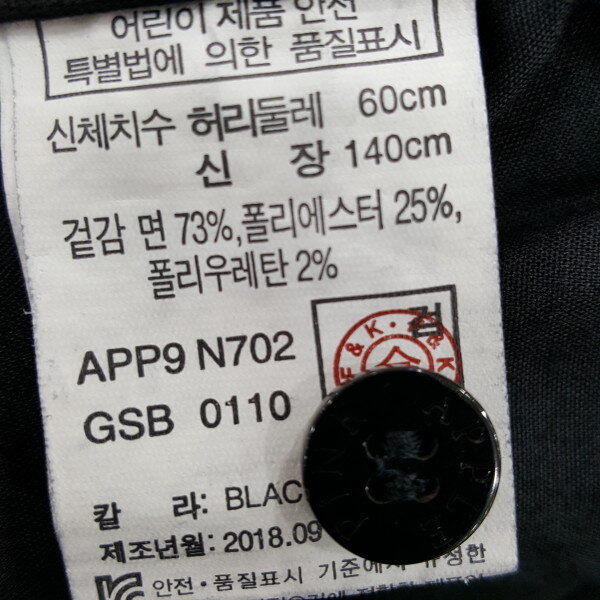 어린이 제품 안전
특별법에 의한 품질표시
신체치수 허리둘레 60cm
신 장 140cm
겉감 면 73%,폴리에스터 25%,
폴리우레탄 2%
APP9 N702
GSB 0110
검
F&K·F&K
칼 라: BLAC
제조년월: 2018.09
안전·품질표시 기준에서 규정한